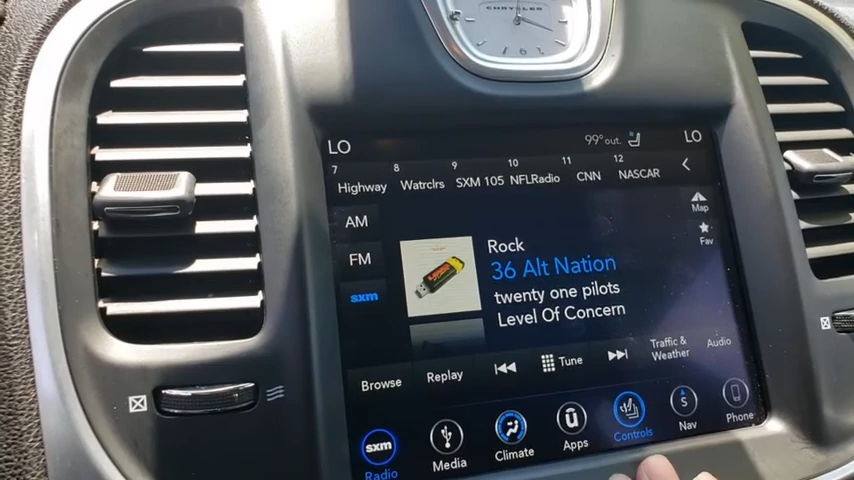 CHRYSLER
6
LO
99° out.
LO
7 8 9 10 11 12
Highway Watrclrs SXM 105 NFLRadio CNN NASCAR
AM
Map
FM
Fav
sxm
Rock
36 Alt Nation
twenty one pilots
Level Of Concern
Browse Replay Tune Traffic & Weather Audio
sxm
Radio Media Climate Apps Controls Nav Phone
S